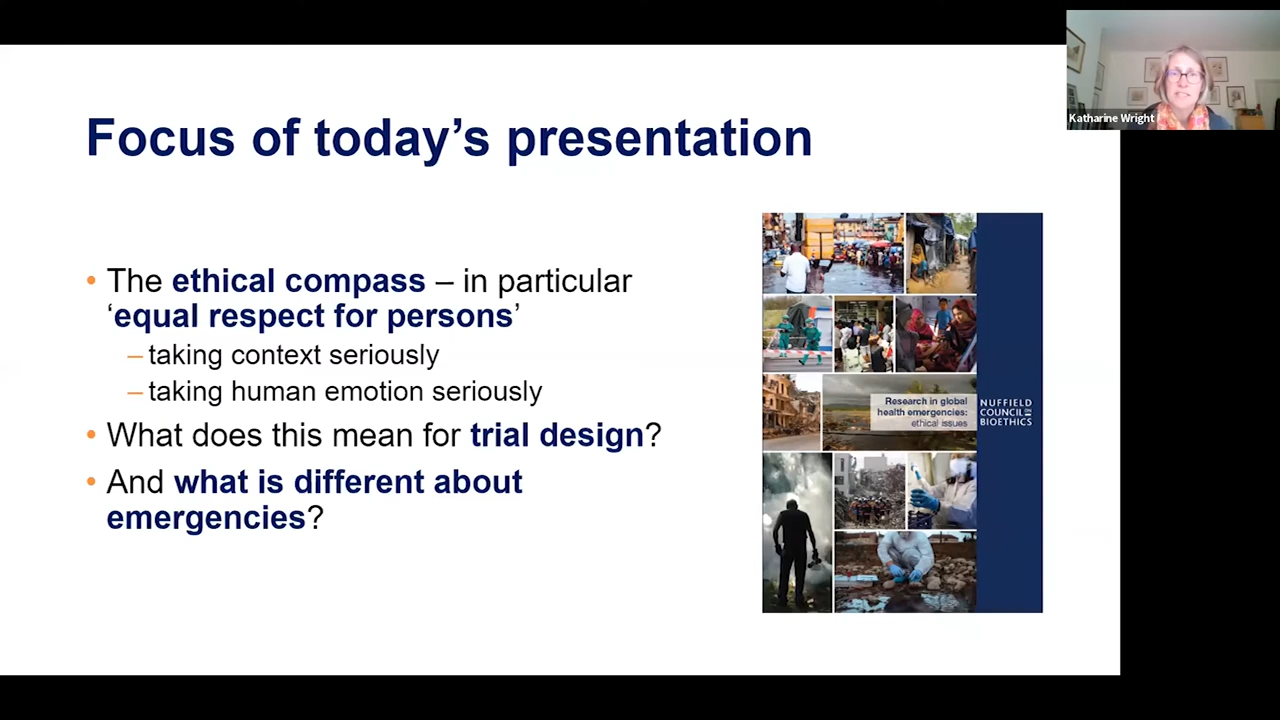 Focus of today’s presentation
• The ethical compass – in particular
‘equal respect for persons’
– taking context seriously
– taking human emotion seriously
• What does this mean for trial design?
• And what is different about
emergencies?
Research in global
health emergencies:
ethical issues
NUFFIELD
COUNCIL ON
BIOETHICS
Katharine Wright